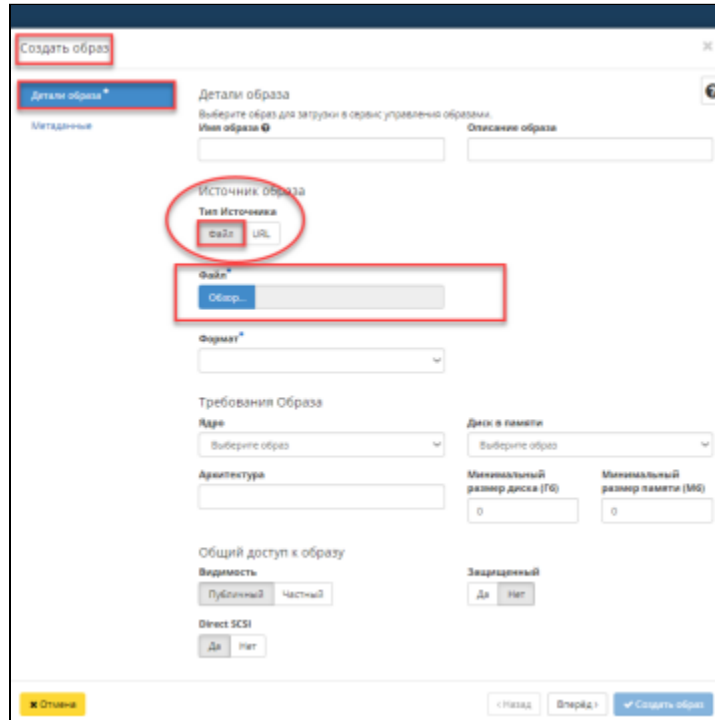 Создать образ
Детали образа *
Метаданные
Детали образа
Выберите образ для загрузки в сервис управления образами.
Имя образа
Описание образа
Источник образа
Тип Источника
Файл URL
Файл*
Обзор...
Формат*
Требования Образа
Ядро
Диск в памяти
Выберите образ
Выберите образ
Архитектура
Минимальный размер диска (Гб)
Минимальный размер памяти (Мб)
0
0
Общий доступ к образу
Видимость
Защищенный
Публичный Частный
Да Нет
Direct SCSI
Да Нет
✖ Отмена
< Назад
Вперёд >
✔ Создать образ